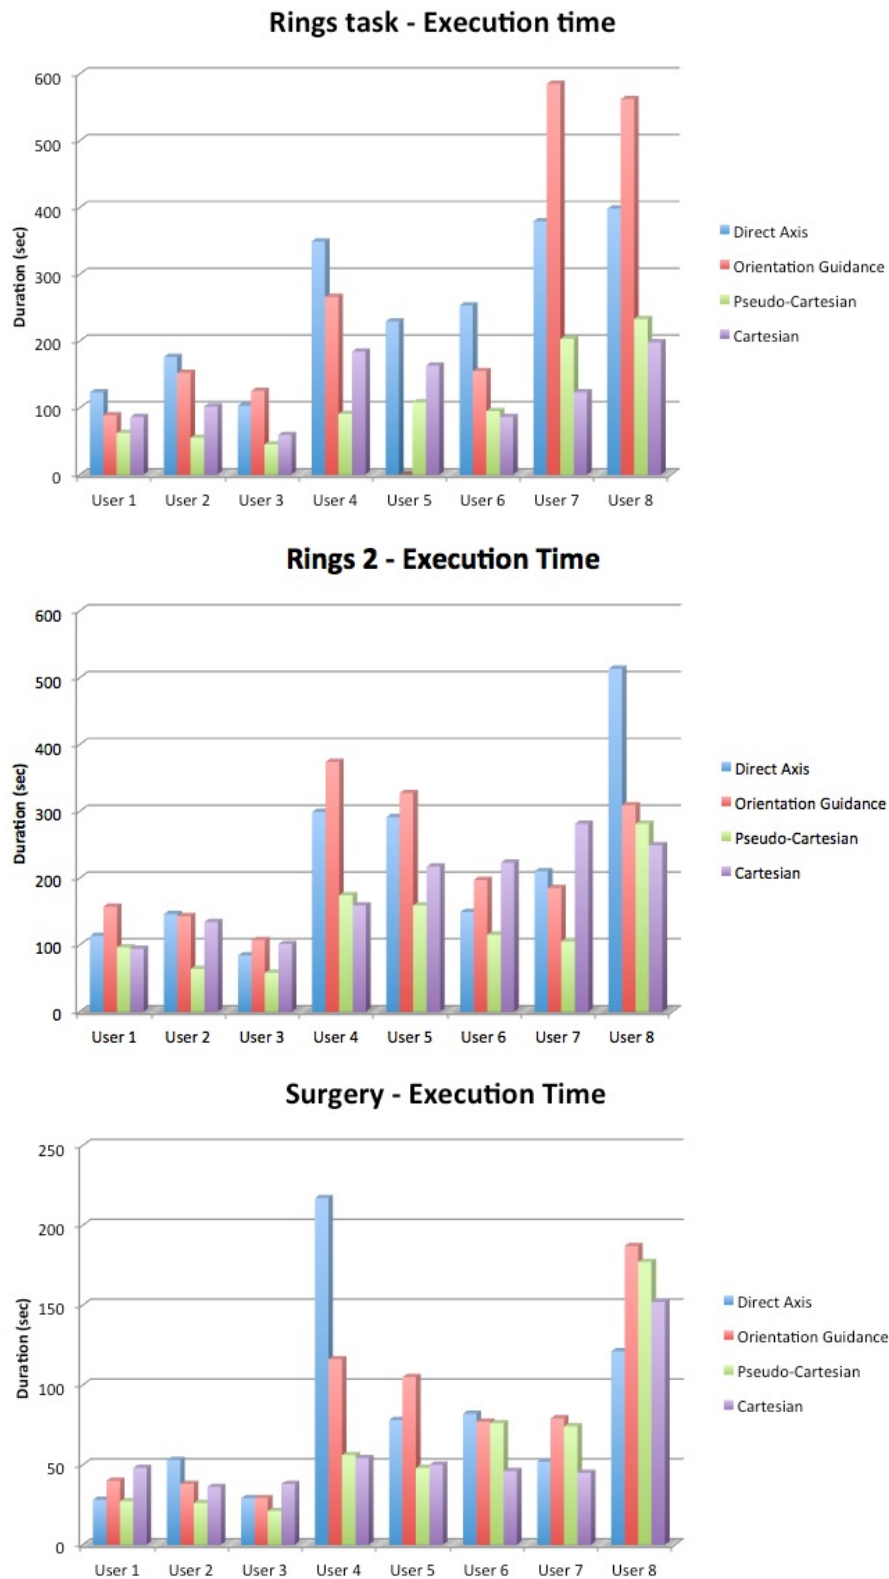 Rings task - Execution time
600
500
400
300
200
100
0
Duration (sec)
User 1 User 2 User 3 User 4 User 5 User 6 User 7 User 8
Direct Axis
Orientation Guidance
Pseudo-Cartesian
Cartesian
Rings 2 - Execution Time
600
500
400
300
200
100
0
Duration (sec)
User 1 User 2 User 3 User 4 User 5 User 6 User 7 User 8
Direct Axis
Orientation Guidance
Pseudo-Cartesian
Cartesian
Surgery - Execution Time
250
200
150
100
50
0
Duration (sec)
User 1 User 2 User 3 User 4 User 5 User 6 User 7 User 8
Direct Axis
Orientation Guidance
Pseudo-Cartesian
Cartesian